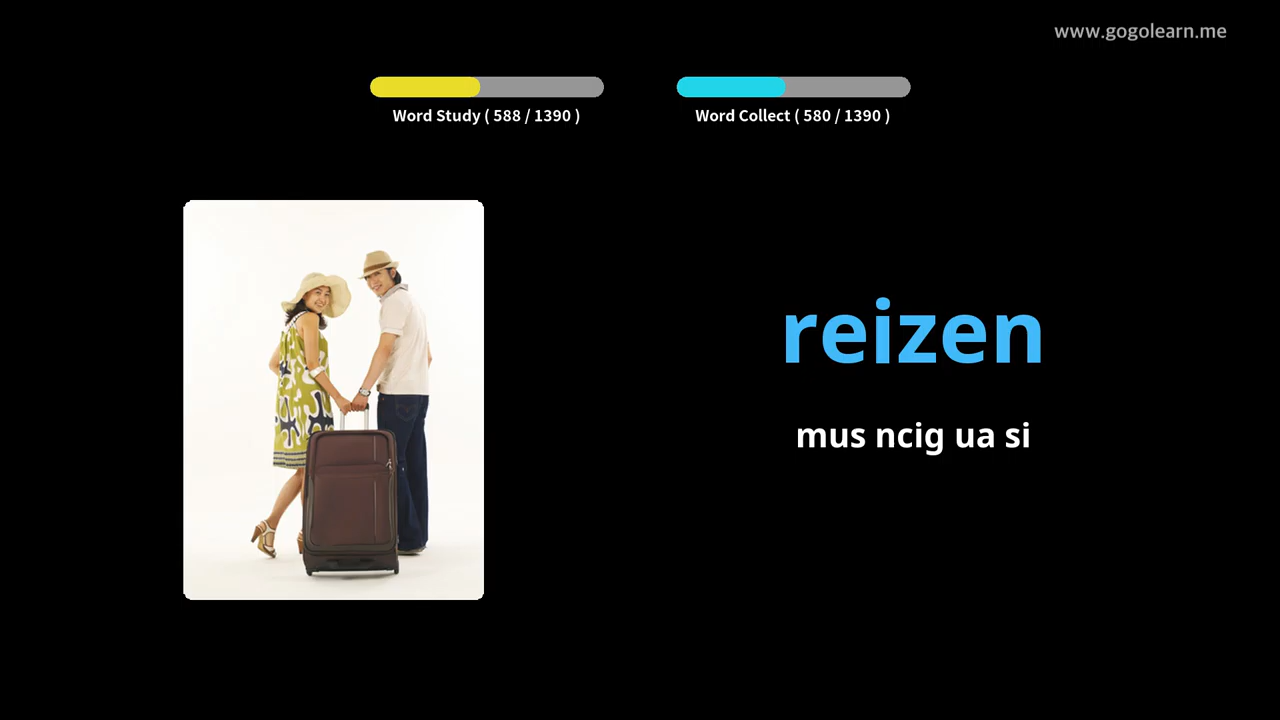 www.gogolearn.me
Word Study ( 588 / 1390 )
Word Collect ( 580 / 1390 )
reizen
mus ncig ua si